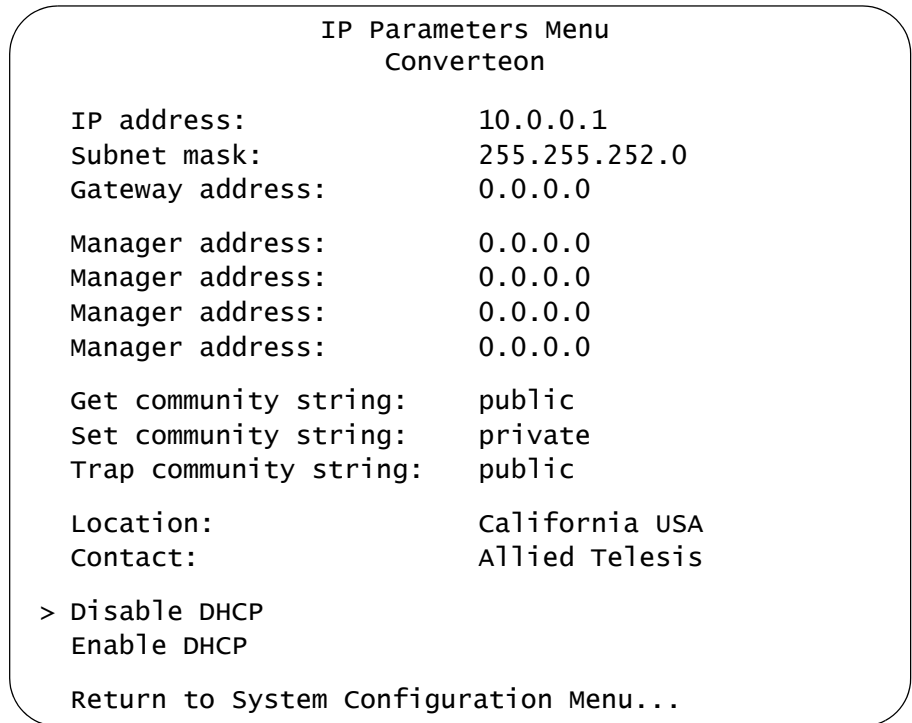 IP Parameters Menu
Converteon
IP address: 10.0.0.1
Subnet mask: 255.255.252.0
Gateway address: 0.0.0.0
Manager address: 0.0.0.0
Manager address: 0.0.0.0
Manager address: 0.0.0.0
Manager address: 0.0.0.0
Get community string: public
Set community string: private
Trap community string: public
Location: California USA
Contact: Allied Telesis
> Disable DHCP
Enable DHCP
Return to System Configuration Menu...